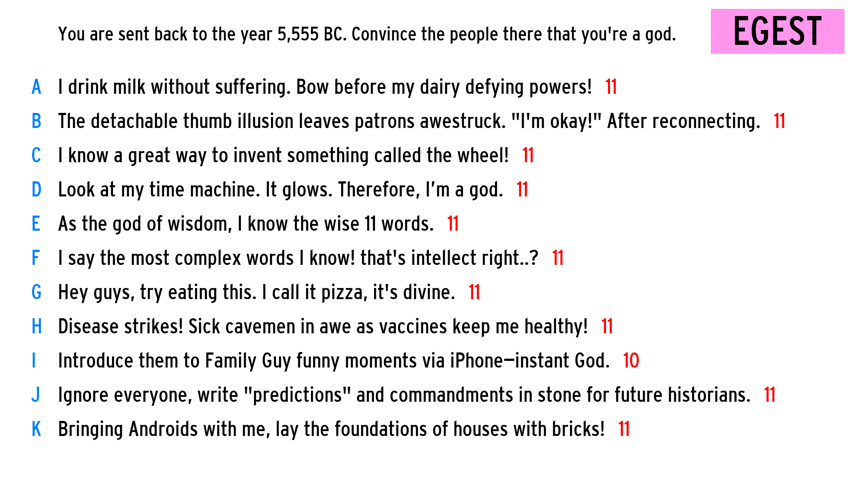 You are sent back to the year 5,555 BC. Convince the people there that you're a god.
EGEST
A I drink milk without suffering. Bow before my dairy defying powers! 11
B The detachable thumb illusion leaves patrons awestruck. "I'm okay!" After reconnecting. 11
C I know a great way to invent something called the wheel! 11
D Look at my time machine. It glows. Therefore, I’m a god. 11
E As the god of wisdom, I know the wise 11 words. 11
F I say the most complex words I know! that's intellect right..? 11
G Hey guys, try eating this. I call it pizza, it's divine. 11
H Disease strikes! Sick cavemen in awe as vaccines keep me healthy! 11
I Introduce them to Family Guy funny moments via iPhone—instant God. 10
J Ignore everyone, write "predictions" and commandments in stone for future historians. 11
K Bringing Androids with me, lay the foundations of houses with bricks! 11